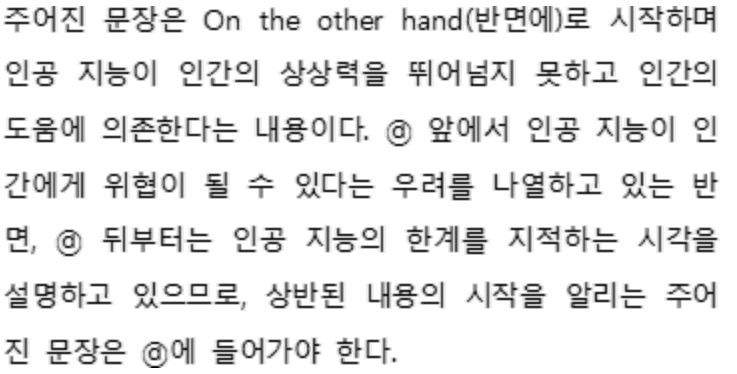 주어진 문장은 On the other hand(반면에)로 시작하며
인공 지능이 인간의 상상력을 뛰어넘지 못하고 인간의
도움에 의존한다는 내용이다. ⓓ 앞에서 인공 지능이 인
간에게 위협이 될 수 있다는 우려를 나열하고 있는 반
면, ⓓ 뒤부터는 인공 지능의 한계를 지적하는 시각을
설명하고 있으므로, 상반된 내용의 시작을 알리는 주어
진 문장은 ⓓ에 들어가야 한다.